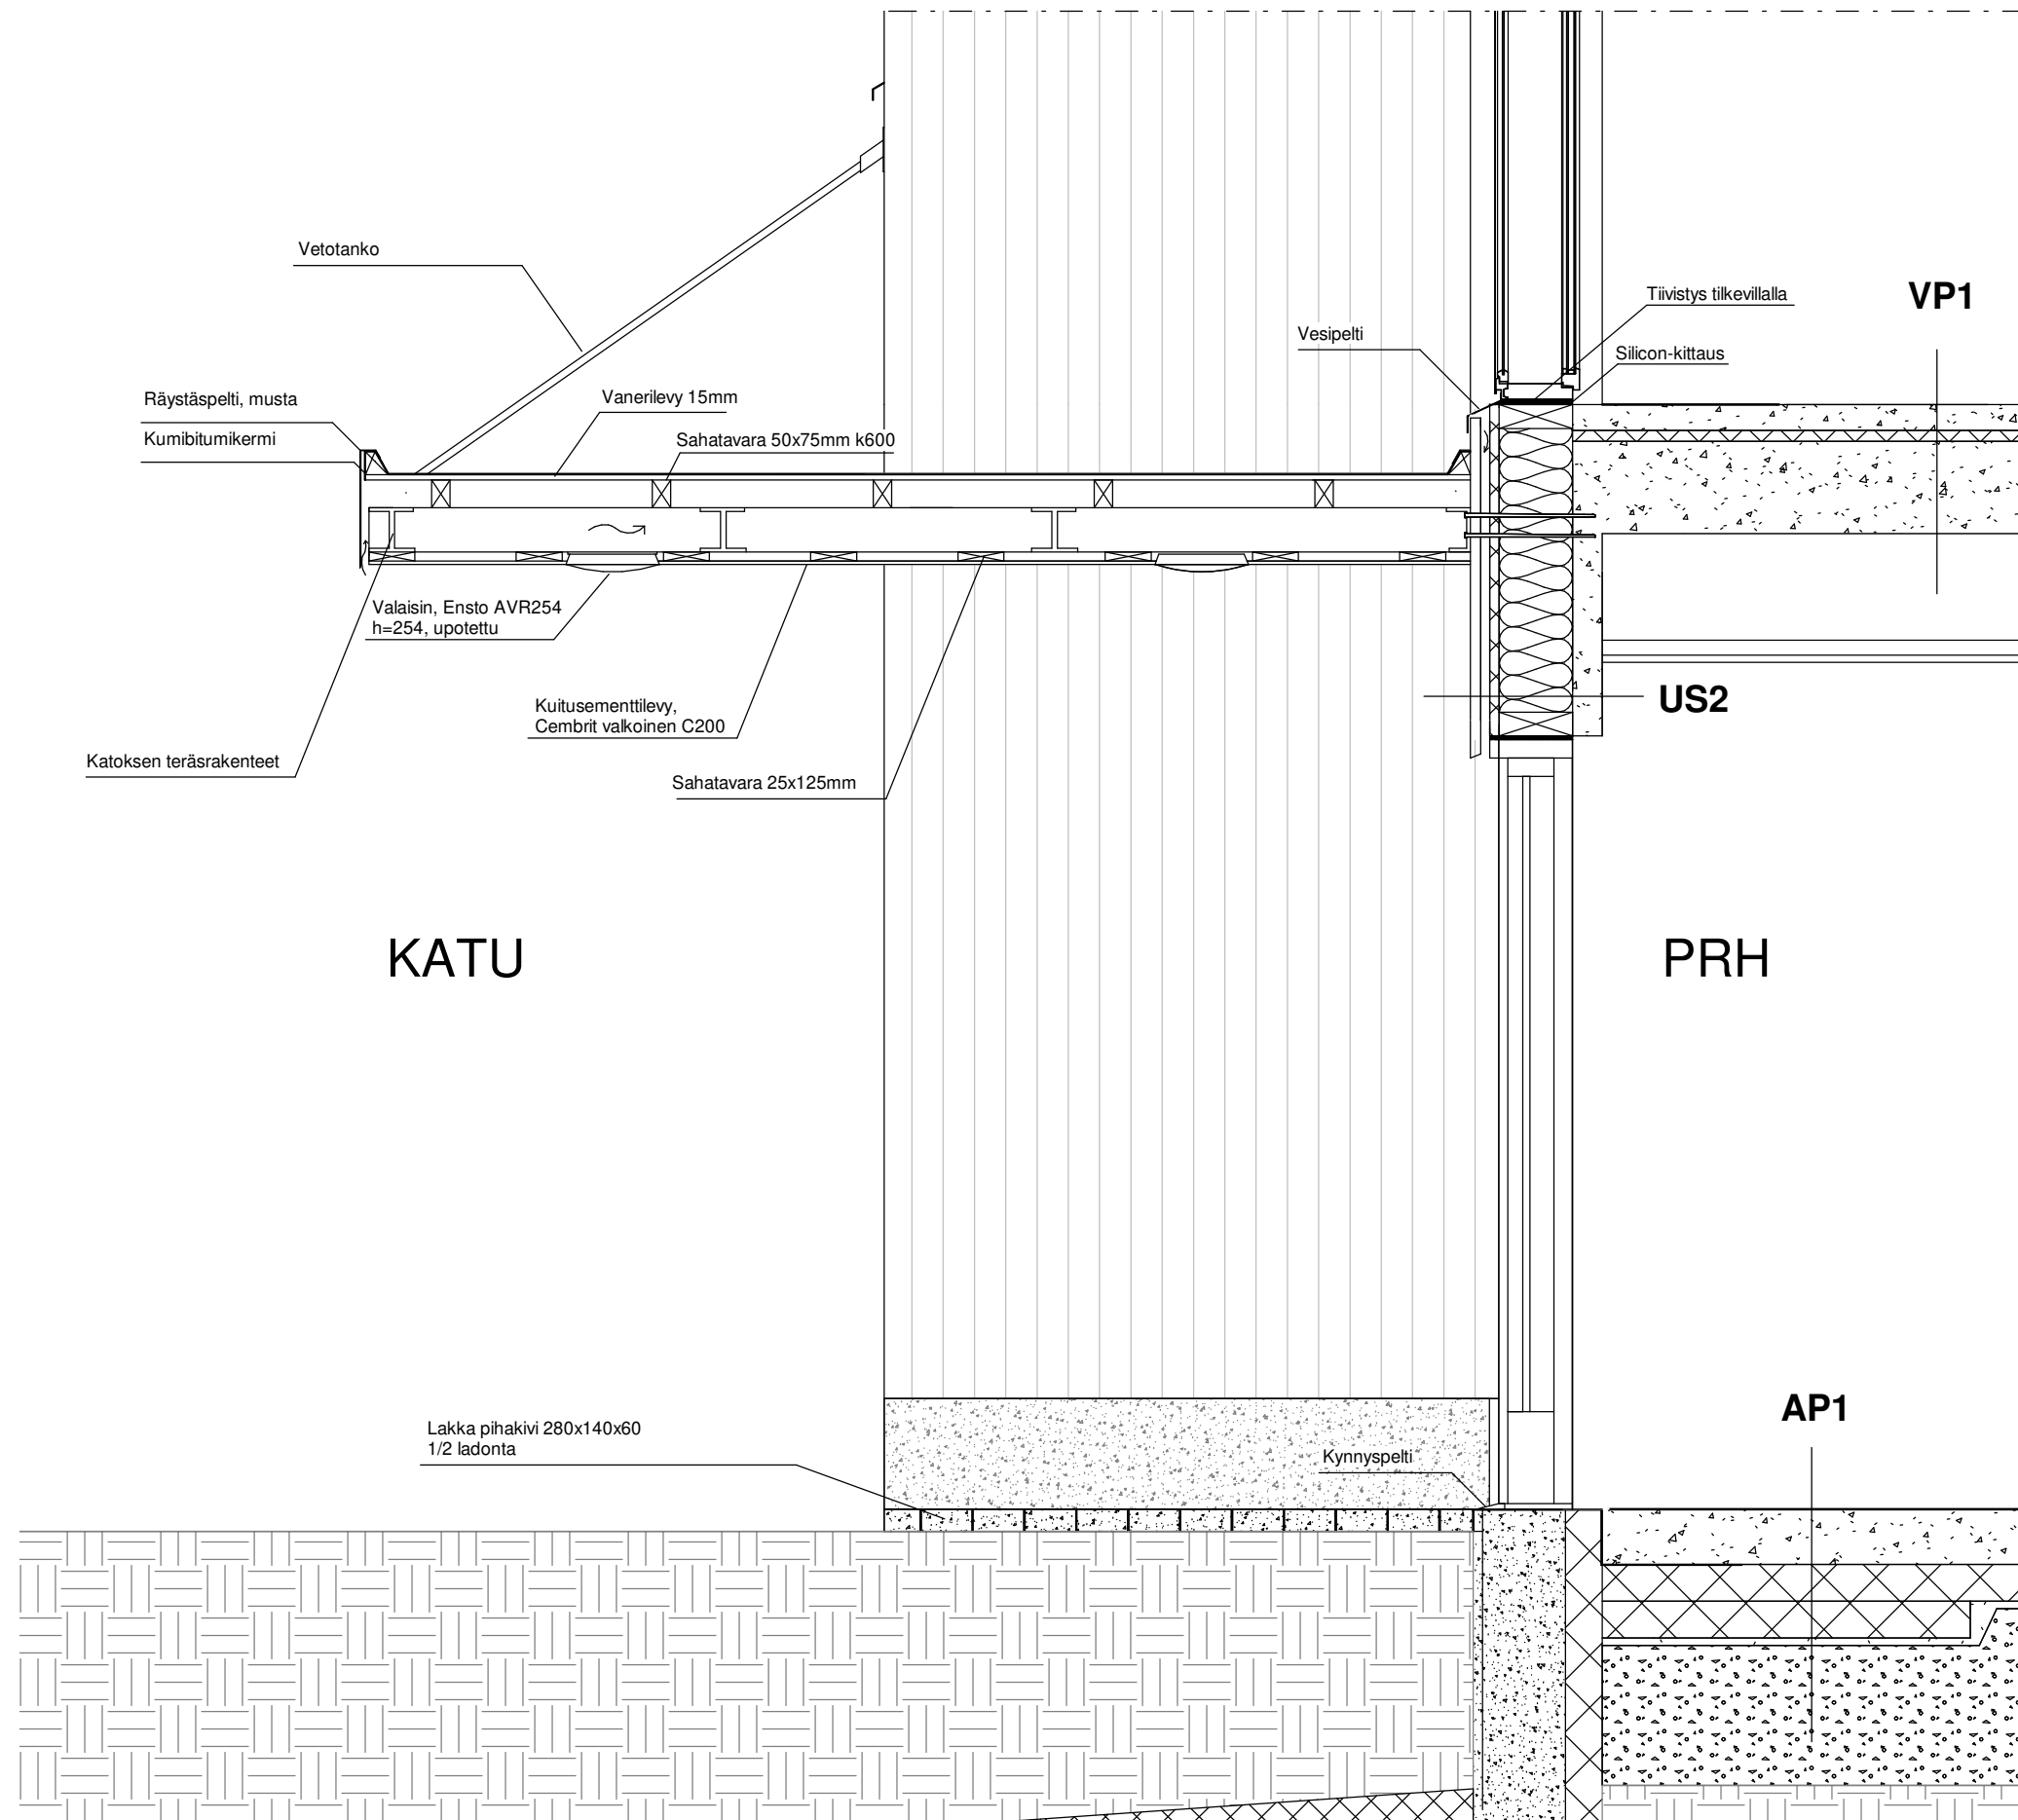 Vetotanko
Tiivistys tilkevillalla
VP1
Vesipelti
Silicon-kittaus
Räystäspelti, musta
Vanerilevy 15mm
Kumibitumikermi
Sahatavara 50x75mm k600
Valaisin, Ensto AVR254
h=254, upotettu
Kuitusementtilevy,
Cembrit valkoinen C200
US2
Katoksen teräsrakenteet
Sahatavara 25x125mm
KATU
PRH
AP1
Lakka pihakivi 280x140x60
1/2 ladonta
Kynnyspelti